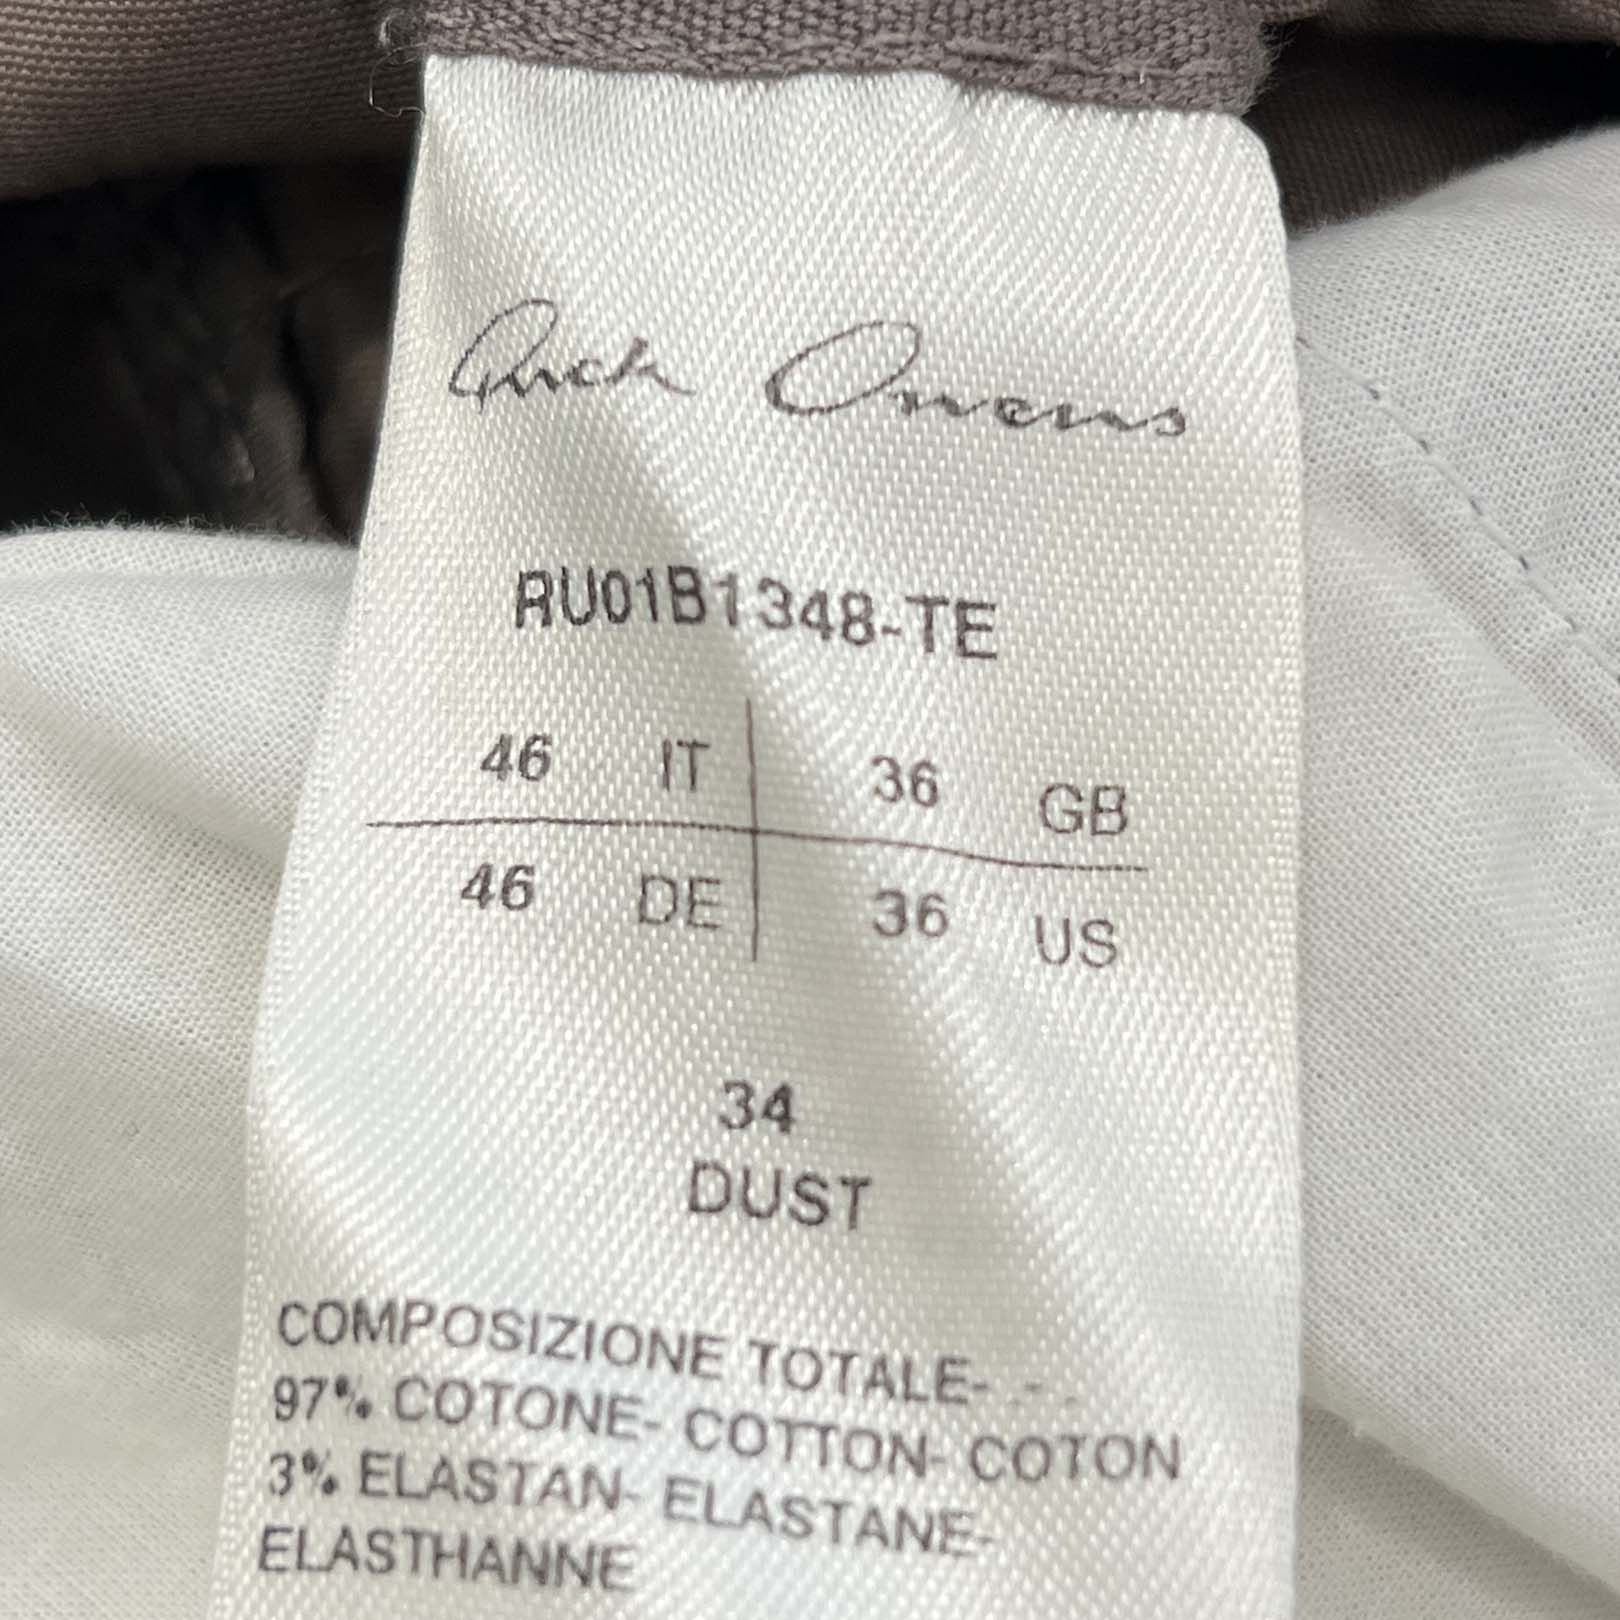 Rick Owens
RU01B1348-TE
46 IT 36 GB
46 DE 36 US
34
DUST
COMPOSIZIONE TOTALE- - -
97% COTONE- COTTON- COTON
3% ELASTAN- ELASTANE-
ELASTHANNE